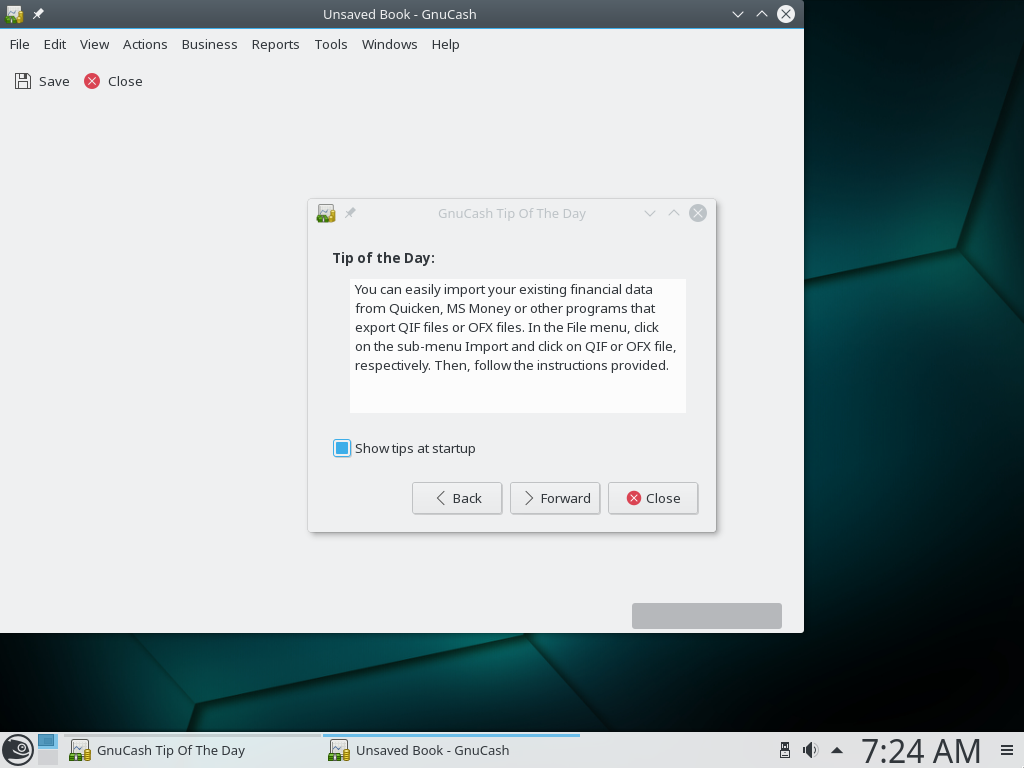 Unsaved Book - GnuCash
File Edit View Actions Business Reports Tools Windows Help
Save Close
GnuCash Tip Of The Day
Tip of the Day:
You can easily import your existing financial data
from Quicken, MS Money or other programs that
export QIF files or OFX files. In the File menu, click
on the sub-menu Import and click on QIF or OFX file,
respectively. Then, follow the instructions provided.
Show tips at startup
Back Forward Close
GnuCash Tip Of The Day Unsaved Book - GnuCash 7:24 AM